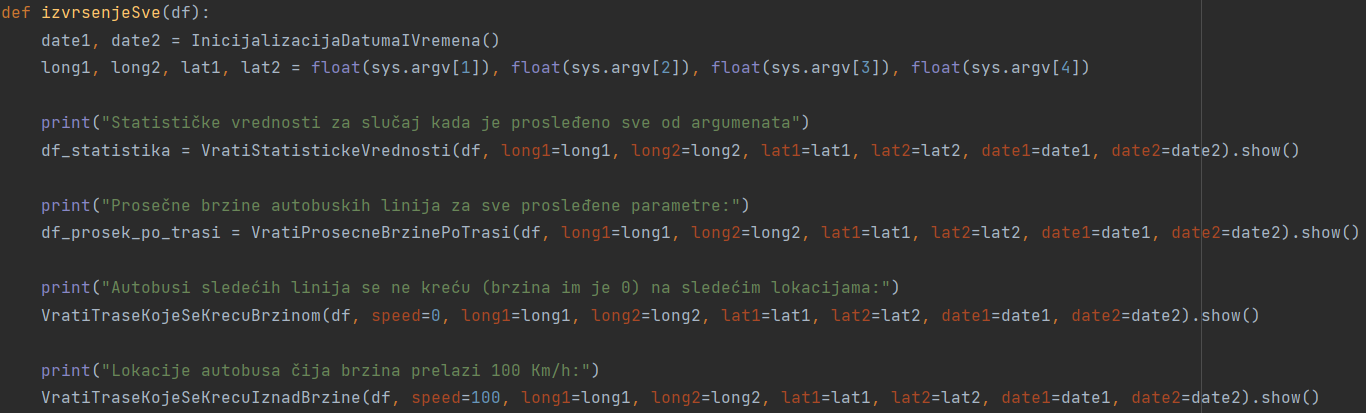 def izvrsenjeSve(df):
    date1, date2 = InicijalizacijaDatumaIVremena()
    long1, long2, lat1, lat2 = float(sys.argv[1]), float(sys.argv[2]), float(sys.argv[3]), float(sys.argv[4])
    print("Statističke vrednosti za slučaj kada je prosleđeno sve od argumenata")
    df_statistika = VratiStatistickeVrednosti(df, long1=long1, long2=long2, lat1=lat1, lat2=lat2, date1=date1, date2=date2).show()
    print("Prosečne brzine autobuskih linija za sve prosleđene parametre:")
    df_prosek_po_trasi = VratiProsecneBrzinePoTrasi(df, long1=long1, long2=long2, lat1=lat1, lat2=lat2, date1=date1, date2=date2).show()
    print("Autobusi sledećih linija se ne kreću (brzina im je 0) na sledećim lokacijama:")
    VratiTraseKojeSeKrecuBrzinom(df, speed=0, long1=long1, long2=long2, lat1=lat1, lat2=lat2, date1=date1, date2=date2).show()
    print("Lokacije autobusa čija brzina prelazi 100 Km/h:")
    VratiTraseKojeSeKrecuIznadBrzine(df, speed=100, long1=long1, long2=long2, lat1=lat1, lat2=lat2, date1=date1, date2=date2).show()